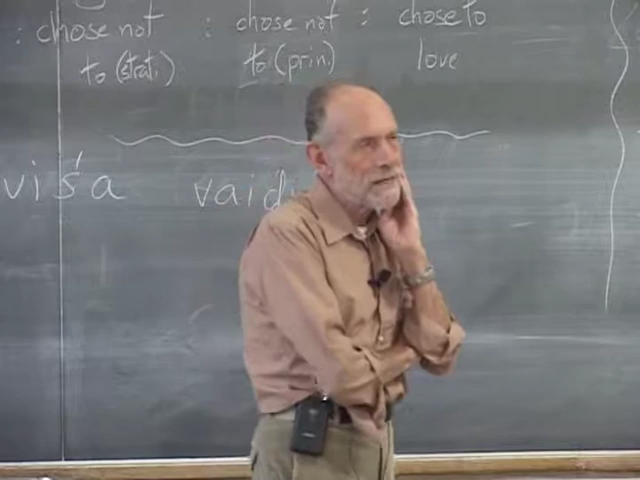 : chose not : chose not : chose to
to (strat.) to (prin.) love
viśa vaid